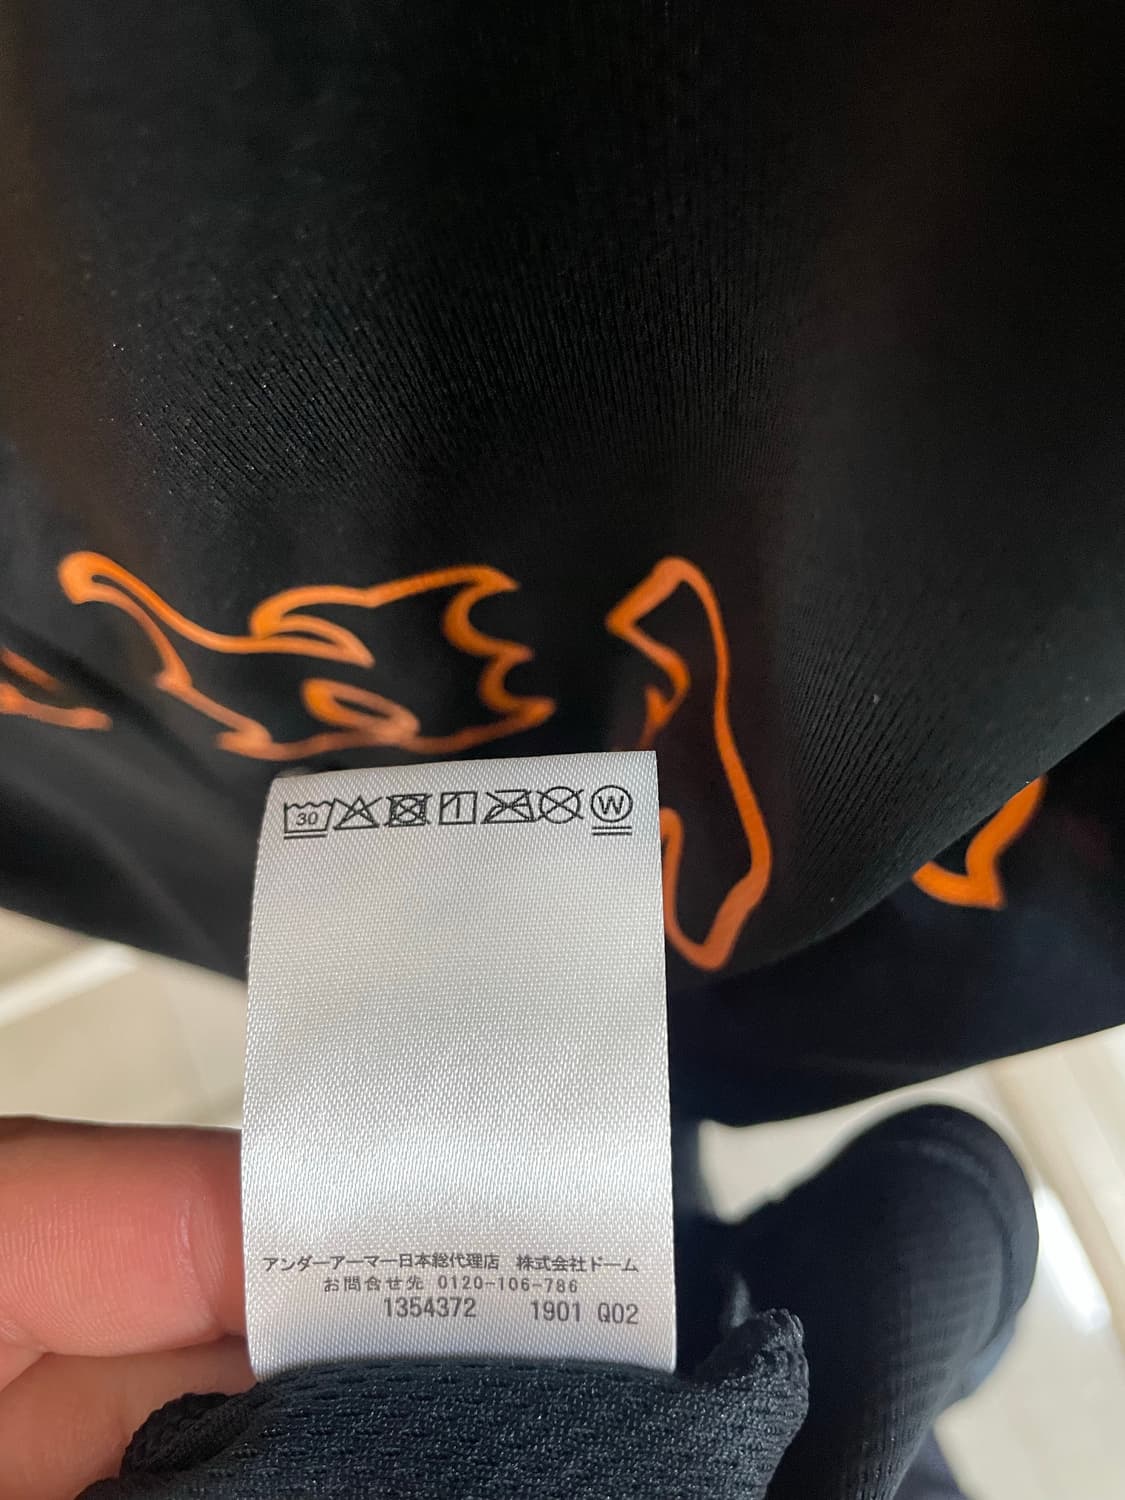 30 W
アンダーアーマー日本総代理店 株式会社ドーム
お問合せ先 0120-106-786
1354372 1901 Q02